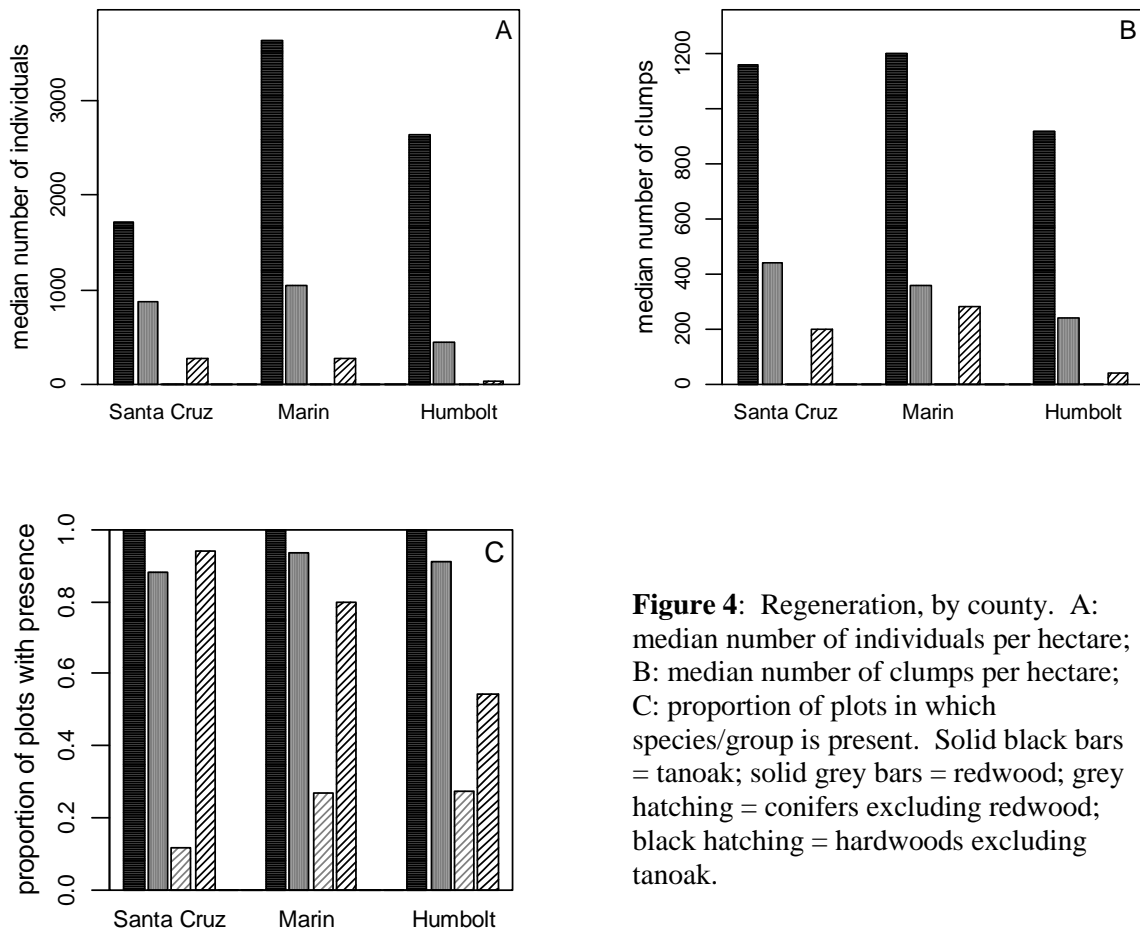 A
median number of individuals
3000
2000
1000
0
Santa Cruz Marin Humbolt
B
median number of clumps
1200
800
600
400
200
0
Santa Cruz Marin Humbolt
C
proportion of plots with presence
1.0
0.8
0.6
0.4
0.2
0.0
Santa Cruz Marin Humbolt
Figure 4: Regeneration, by county. A:
median number of individuals per hectare;
B: median number of clumps per hectare;
C: proportion of plots in which
species/group is present. Solid black bars
= tanoak; solid grey bars = redwood; grey
hatching = conifers excluding redwood;
black hatching = hardwoods excluding
tanoak.